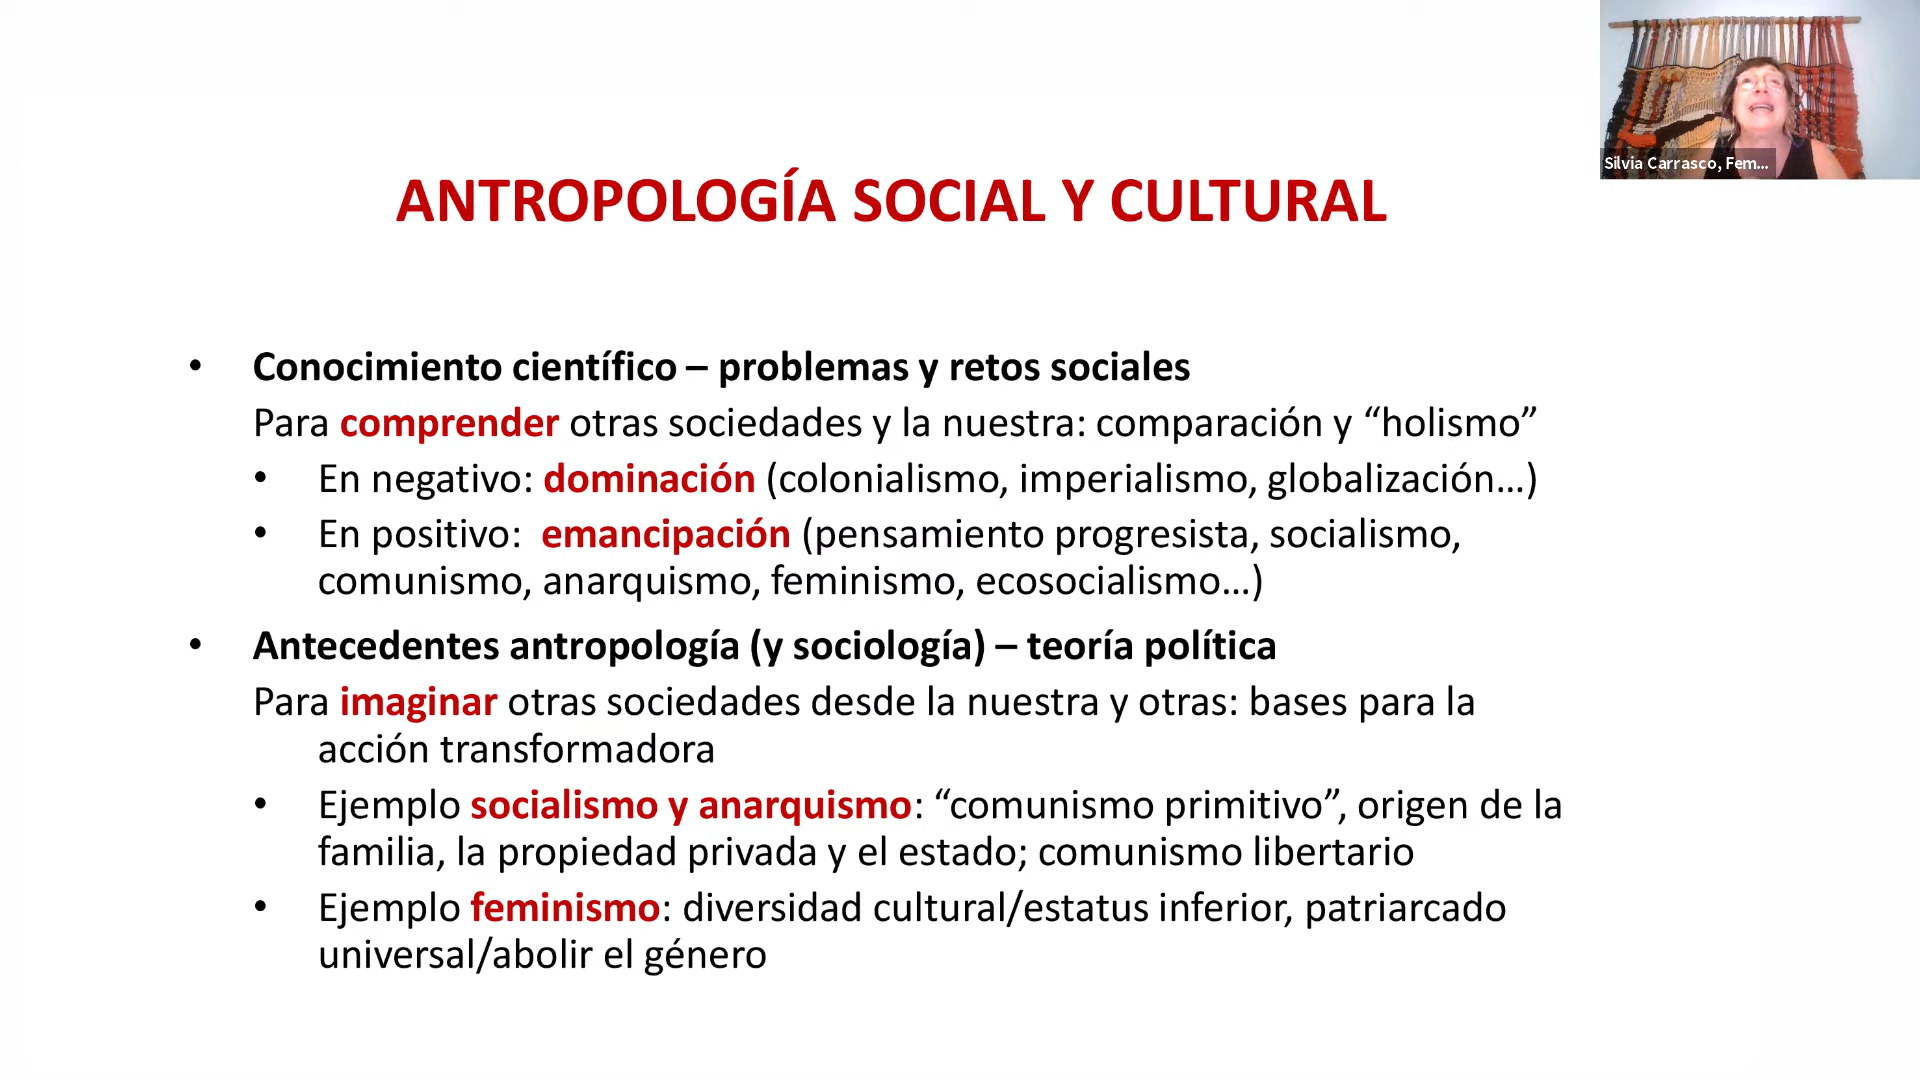 Silvia Carrasco, Fem...
ANTROPOLOGÍA SOCIAL Y CULTURAL
• Conocimiento científico – problemas y retos sociales
Para comprender otras sociedades y la nuestra: comparación y “holismo”
• En negativo: dominación (colonialismo, imperialismo, globalización...)
• En positivo: emancipación (pensamiento progresista, socialismo,
comunismo, anarquismo, feminismo, ecosocialismo...)
• Antecedentes antropología (y sociología) – teoría política
Para imaginar otras sociedades desde la nuestra y otras: bases para la
acción transformadora
• Ejemplo socialismo y anarquismo: “comunismo primitivo”, origen de la
familia, la propiedad privada y el estado; comunismo libertario
• Ejemplo feminismo: diversidad cultural/estatus inferior, patriarcado
universal/abolir el género